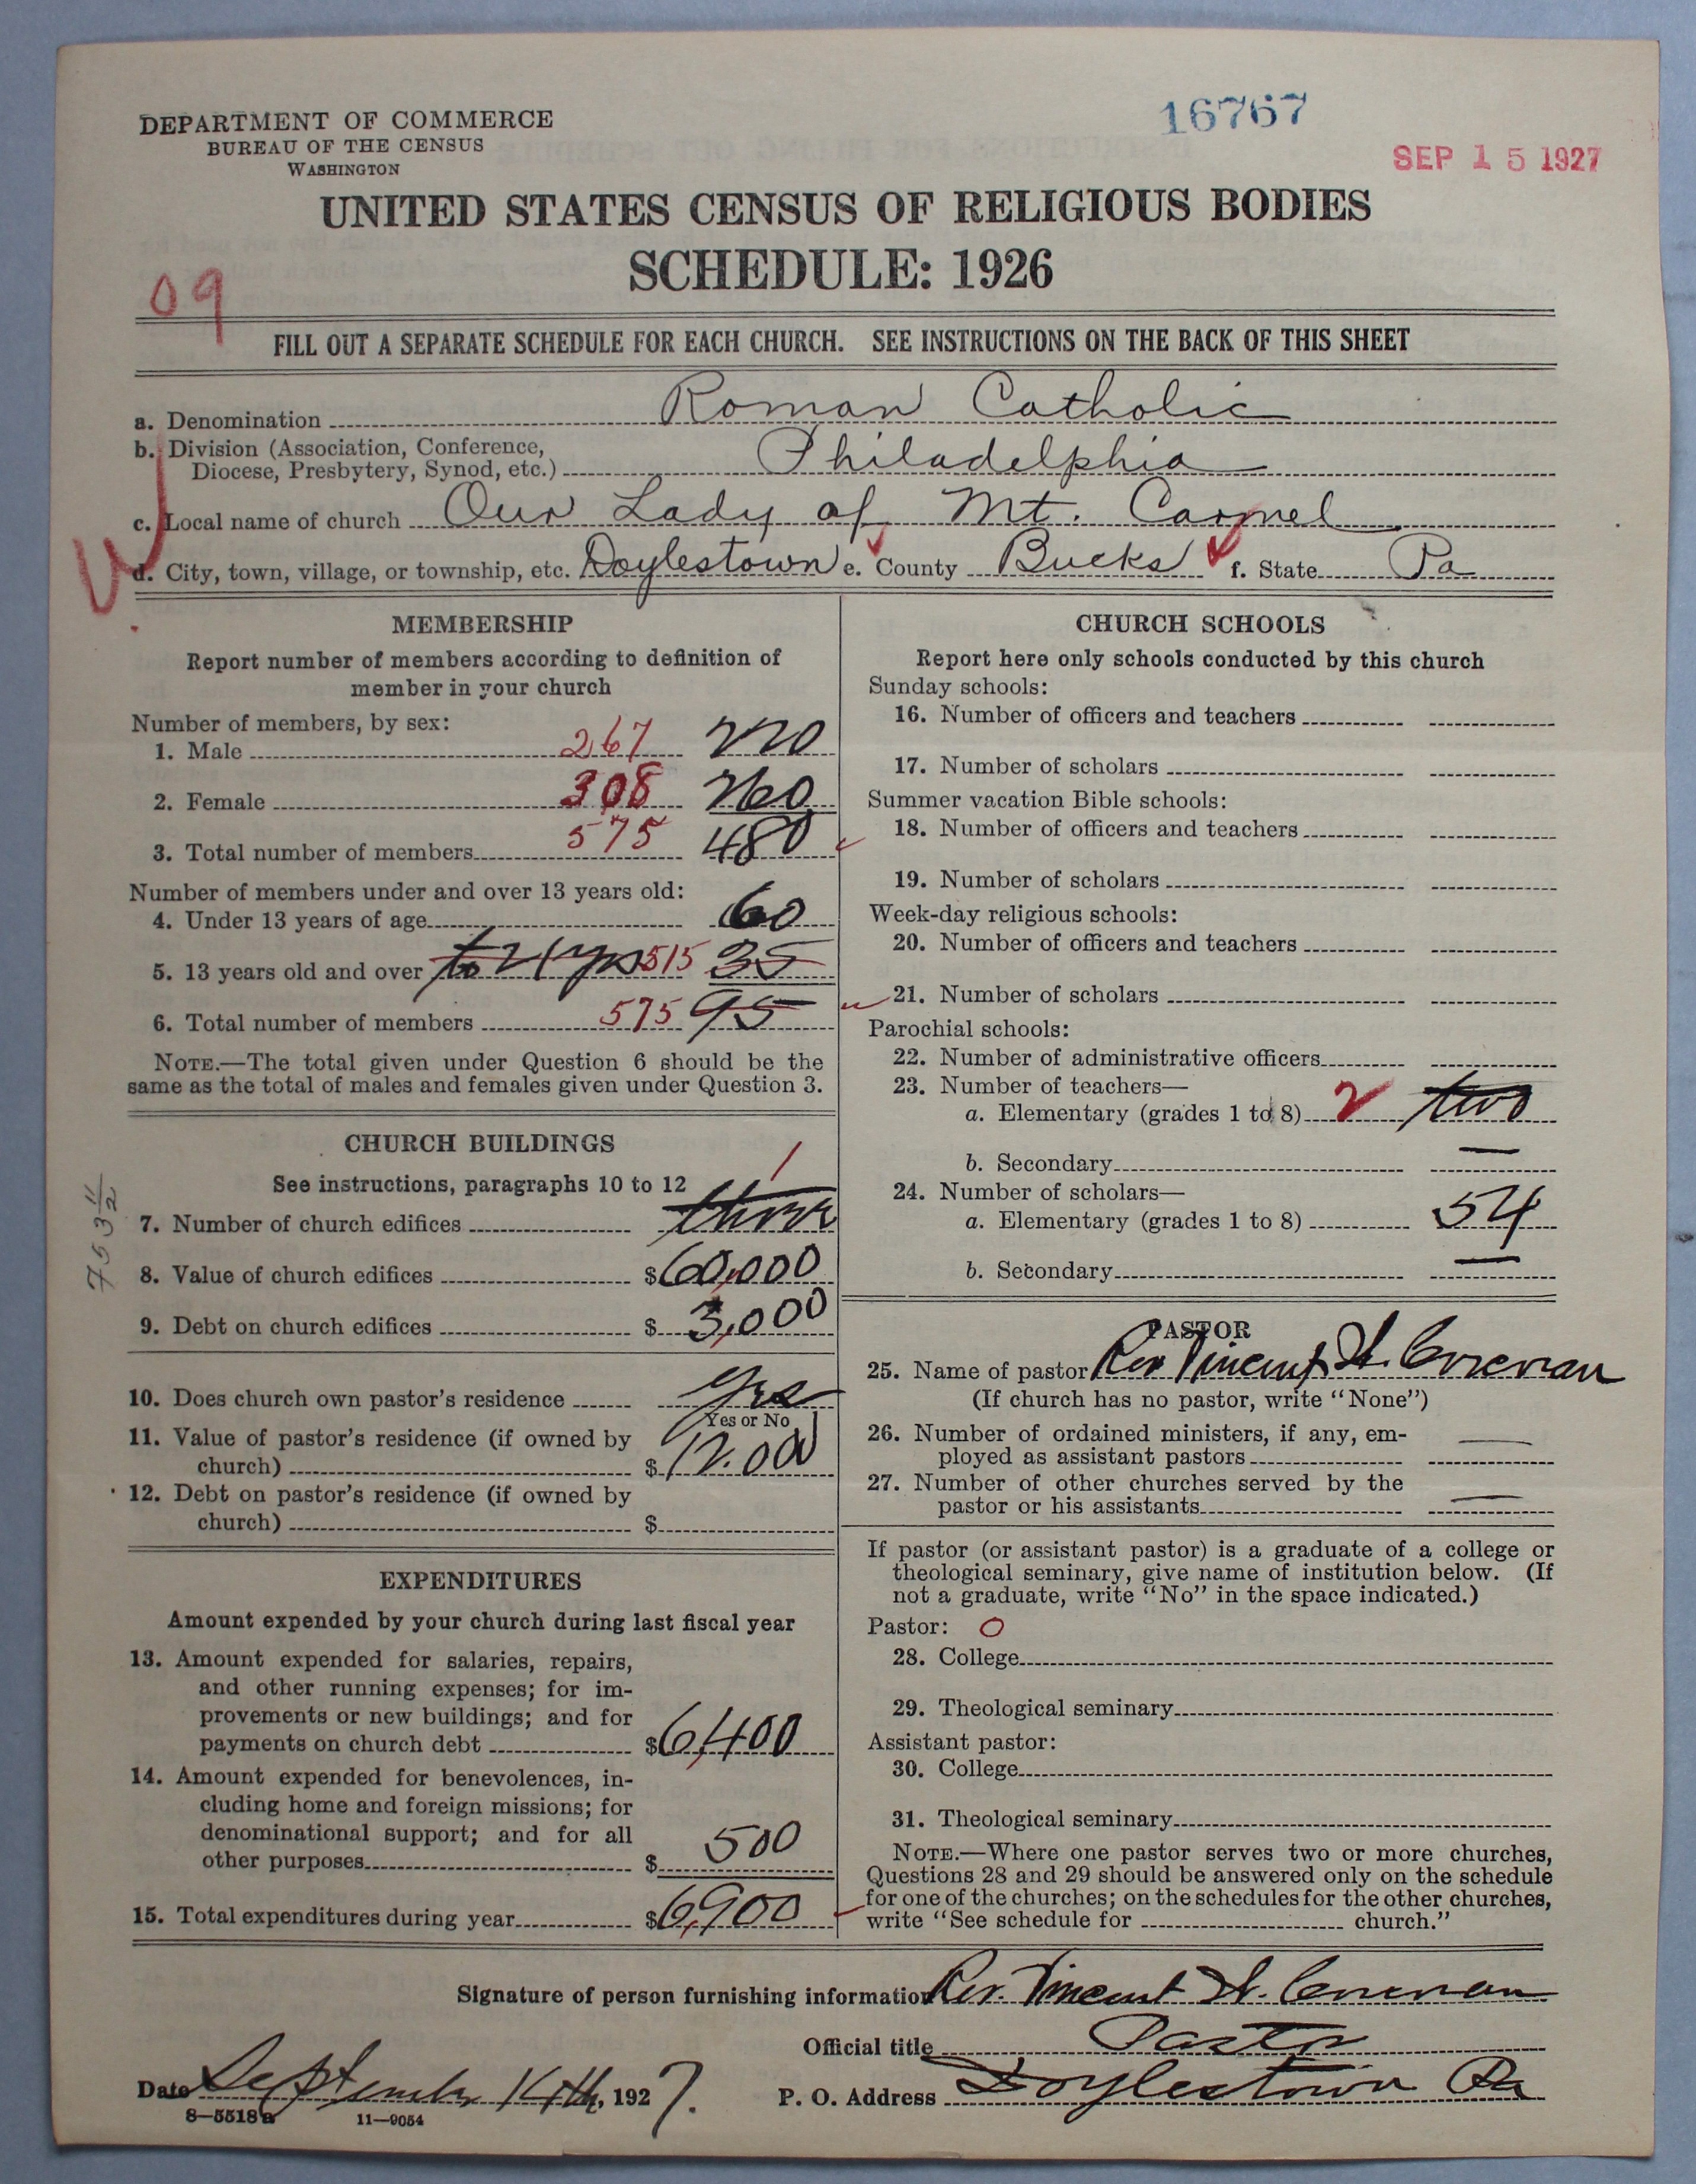 DEPARTMENT OF COMMERCE
BUREAU OF THE CENSUS
WASHINGTON
16767
SEP 15 1927
UNITED STATES CENSUS OF RELIGIOUS BODIES
SCHEDULE: 1926
09
FILL OUT A SEPARATE SCHEDULE FOR EACH CHURCH. SEE INSTRUCTIONS ON THE BACK OF THIS SHEET
a. Denomination Roman Catholic
b. Division (Association, Conference,
Diocese, Presbytery, Synod, etc.) Philadelphia
c. Local name of church Our Lady of Mt. Carmel
d. City, town, village, or township, etc. Doylestown e. County Bucks f. State Pa
MEMBERSHIP
Report number of members according to definition of
member in your church
Number of members, by sex:
1. Male 267 220
2. Female 308 260
3. Total number of members 575 480
Number of members under and over 13 years old:
4. Under 13 years of age 60
5. 13 years old and over to 21 yrs 515 35
6. Total number of members 575 95
NOTE.—The total given under Question 6 should be the
same as the total of males and females given under Question 3.
CHURCH BUILDINGS
See instructions, paragraphs 10 to 12
1
7. Number of church edifices three
8. Value of church edifices $60,000
9. Debt on church edifices $3,000
10. Does church own pastor's residence yes
Yes or No
11. Value of pastor's residence (if owned by
church) $12.000
12. Debt on pastor's residence (if owned by
church) $
EXPENDITURES
Amount expended by your church during last fiscal year
13. Amount expended for salaries, repairs,
and other running expenses; for im-
provements or new buildings; and for
payments on church debt $6,400
14. Amount expended for benevolences, in-
cluding home and foreign missions; for
denominational support; and for all
other purposes $500
15. Total expenditures during year $6,900
CHURCH SCHOOLS
Report here only schools conducted by this church
Sunday schools:
16. Number of officers and teachers
17. Number of scholars
Summer vacation Bible schools:
18. Number of officers and teachers
19. Number of scholars
Week-day religious schools:
20. Number of officers and teachers
21. Number of scholars
Parochial schools:
22. Number of administrative officers
23. Number of teachers—
a. Elementary (grades 1 to 8) 2 two
b. Secondary —
24. Number of scholars—
a. Elementary (grades 1 to 8) 54
b. Secondary —
PASTOR
25. Name of pastor Rev Vincent
(If church has no pastor, write "None")
26. Number of ordained ministers, if any, em-
ployed as assistant pastors —
27. Number of other churches served by the
pastor or his assistants —
If pastor (or assistant pastor) is a graduate of a college or
theological seminary, give name of institution below. (If
not a graduate, write "No" in the space indicated.)
Pastor: O
28. College
29. Theological seminary
Assistant pastor:
30. College
31. Theological seminary
NOTE.—Where one pastor serves two or more churches,
Questions 28 and 29 should be answered only on the schedule
for one of the churches; on the schedules for the other churches,
write "See schedule for church."
Signature of person furnishing information Rev. Vincent
Official title Pastor
Date September 14th, 1927.
P. O. Address Doylestown Pa
8—5518a 11—9054